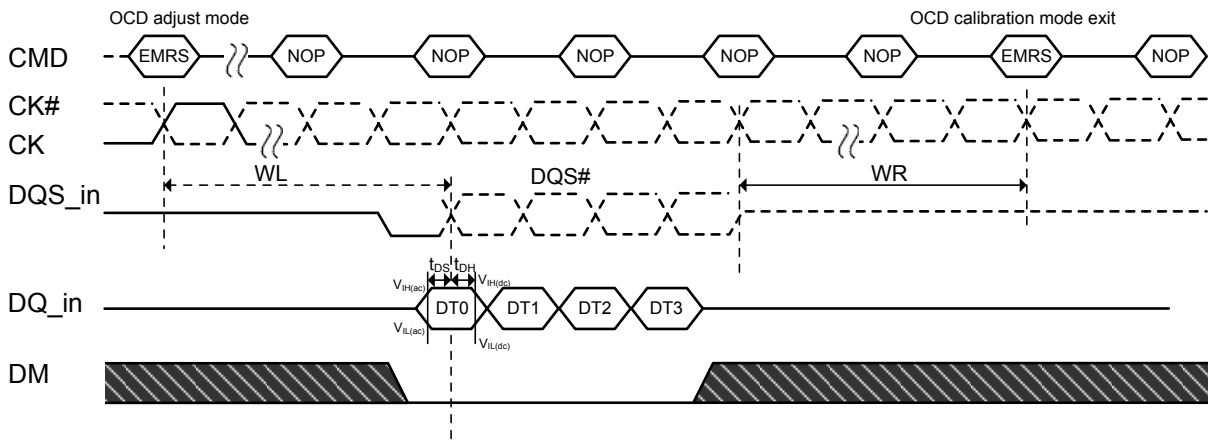 OCD adjust mode OCD calibration mode exit
CMD EMRS NOP NOP NOP NOP NOP EMRS NOP
CK#
CK
WL DQS# WR
DQS_in
tDS tDH
VIH(ac) VIH(dc)
DQ_in DT0 DT1 DT2 DT3
VIL(ac) VIL(dc)
DM